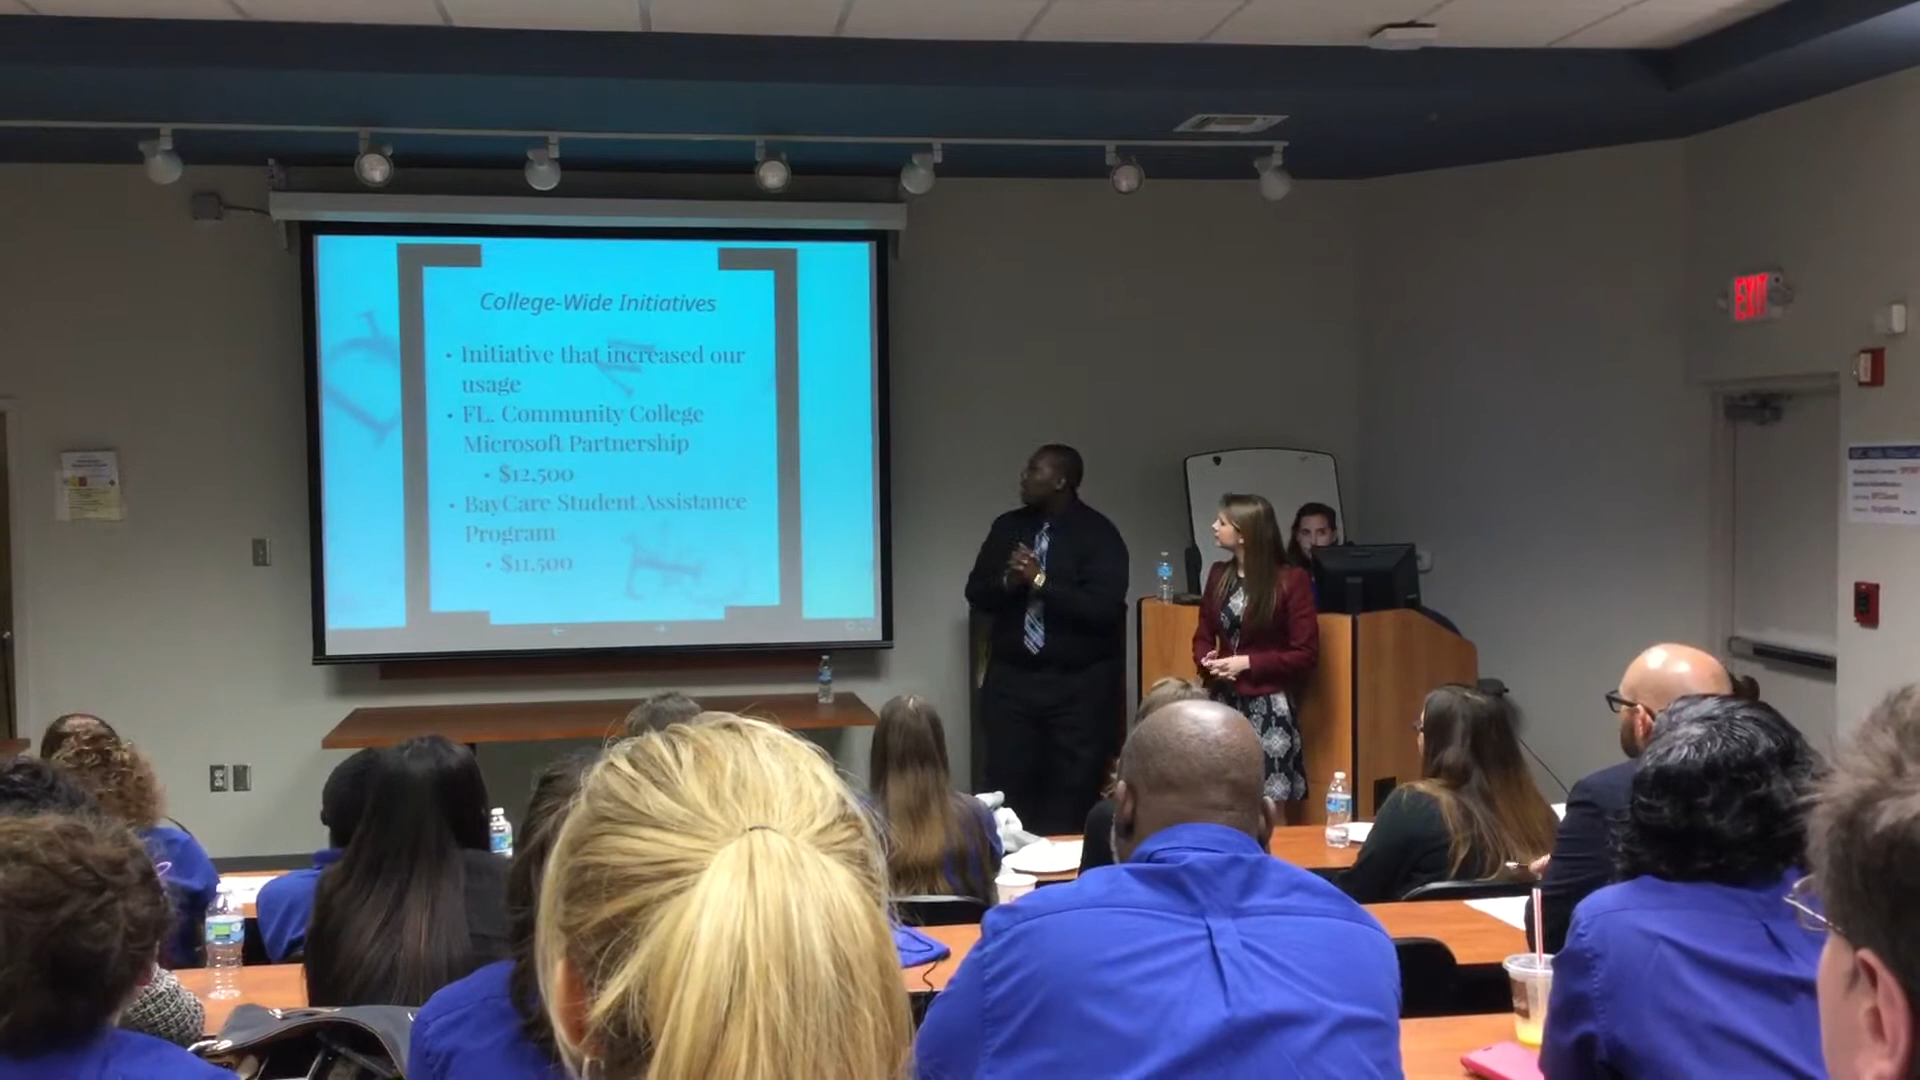 College-Wide Initiatives
• Initiative that increased our
usage
• FL. Community College
Microsoft Partnership
• $12,500
• BayCare Student Assistance
Program
• $11,500
EXIT